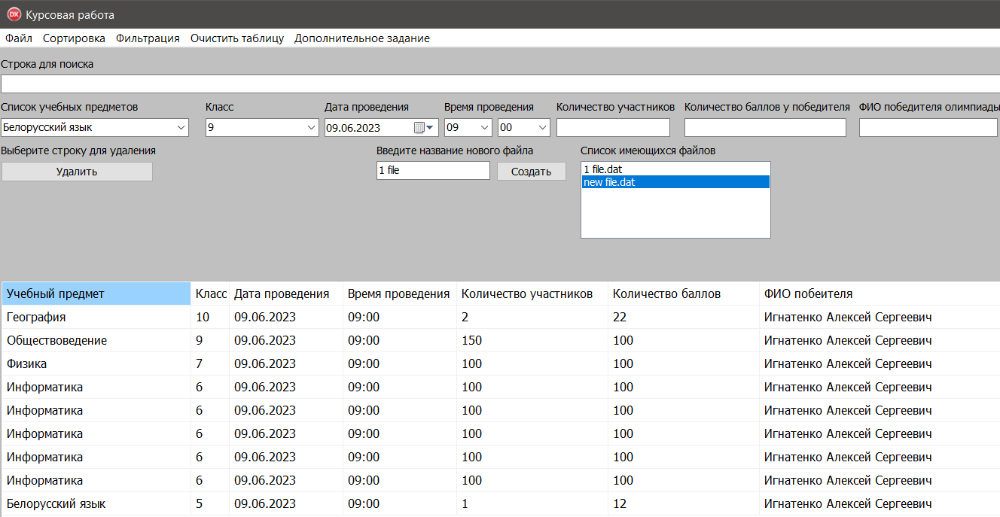 DX Курсовая работа
Файл Сортировка Фильтрация Очистить таблицу Дополнительное задание
Строка для поиска
Список учебных предметов Класс Дата проведения Время проведения Количество участников Количество баллов у победителя ФИО победителя олимпиады
Белорусский язык 9 09.06.2023 09 00
Выберите строку для удаления Введите название нового файла Список имеющихся файлов
Удалить 1 file Создать 1 file.dat
new file.dat
Учебный предмет Класс Дата проведения Время проведения Количество участников Количество баллов ФИО побеителя
География 10 09.06.2023 09:00 2 22 Игнатенко Алексей Сергеевич
Обществоведение 9 09.06.2023 09:00 150 100 Игнатенко Алексей Сергеевич
Физика 7 09.06.2023 09:00 100 100 Игнатенко Алексей Сергеевич
Информатика 6 09.06.2023 09:00 100 100 Игнатенко Алексей Сергеевич
Информатика 6 09.06.2023 09:00 100 100 Игнатенко Алексей Сергеевич
Информатика 6 09.06.2023 09:00 100 100 Игнатенко Алексей Сергеевич
Информатика 6 09.06.2023 09:00 100 100 Игнатенко Алексей Сергеевич
Информатика 6 09.06.2023 09:00 100 100 Игнатенко Алексей Сергеевич
Белорусский язык 5 09.06.2023 09:00 1 12 Игнатенко Алексей Сергеевич